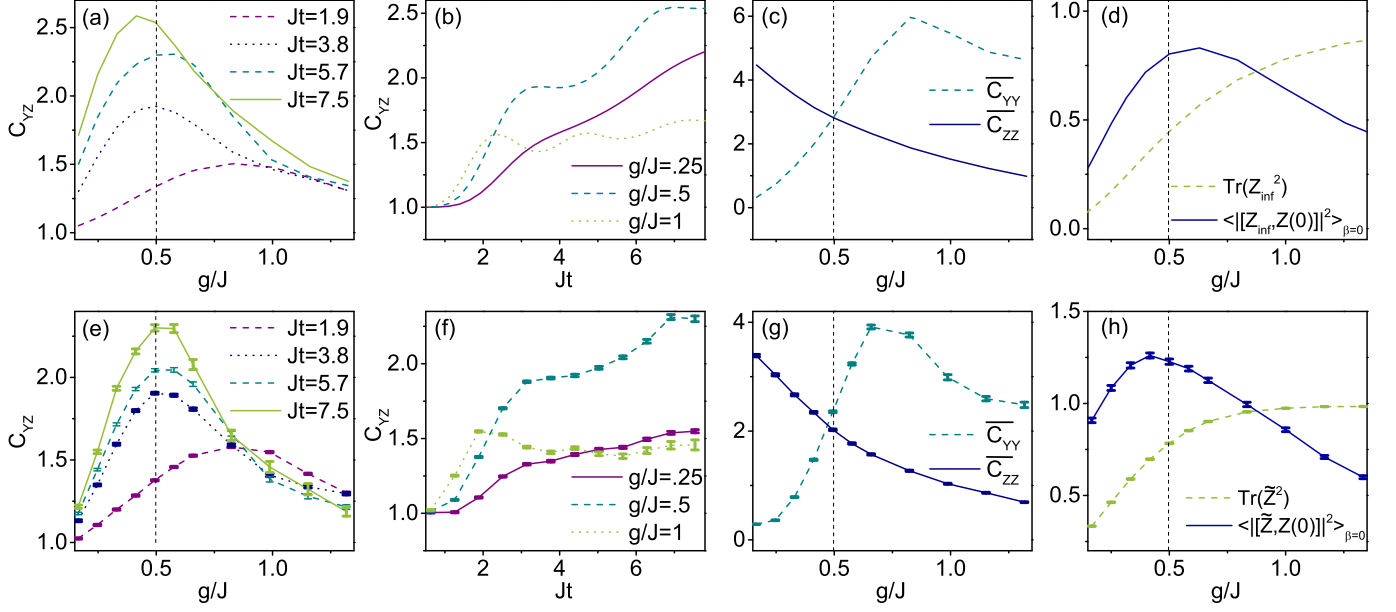 (a)
Jt=1.9
Jt=3.8
Jt=5.7
Jt=7.5
2.5
2.0
1.5
1.0
C_YZ
0.5
1.0
g/J
(b)
2.5
2.0
1.5
1.0
C_YZ
g/J=.25
g/J=.5
g/J=1
2
4
6
Jt
(c)
6
4
2
0
C_YY
C_ZZ
0.5
1.0
g/J
(d)
1.0
0.5
0.0
Tr(Z_inf^2)
<|[Z_inf,Z(0)]|^2>_β=0
0.5
1.0
g/J
(e)
Jt=1.9
Jt=3.8
Jt=5.7
Jt=7.5
2.0
1.5
1.0
C_YZ
0.5
1.0
g/J
(f)
2.0
1.5
1.0
C_YZ
g/J=.25
g/J=.5
g/J=1
2
4
6
Jt
(g)
4
2
0
C_YY
C_ZZ
0.5
1.0
g/J
(h)
1.5
1.0
0.5
Tr(Z̃^2)
<|[Z̃,Z(0)]|^2>_β=0
0.5
1.0
g/J